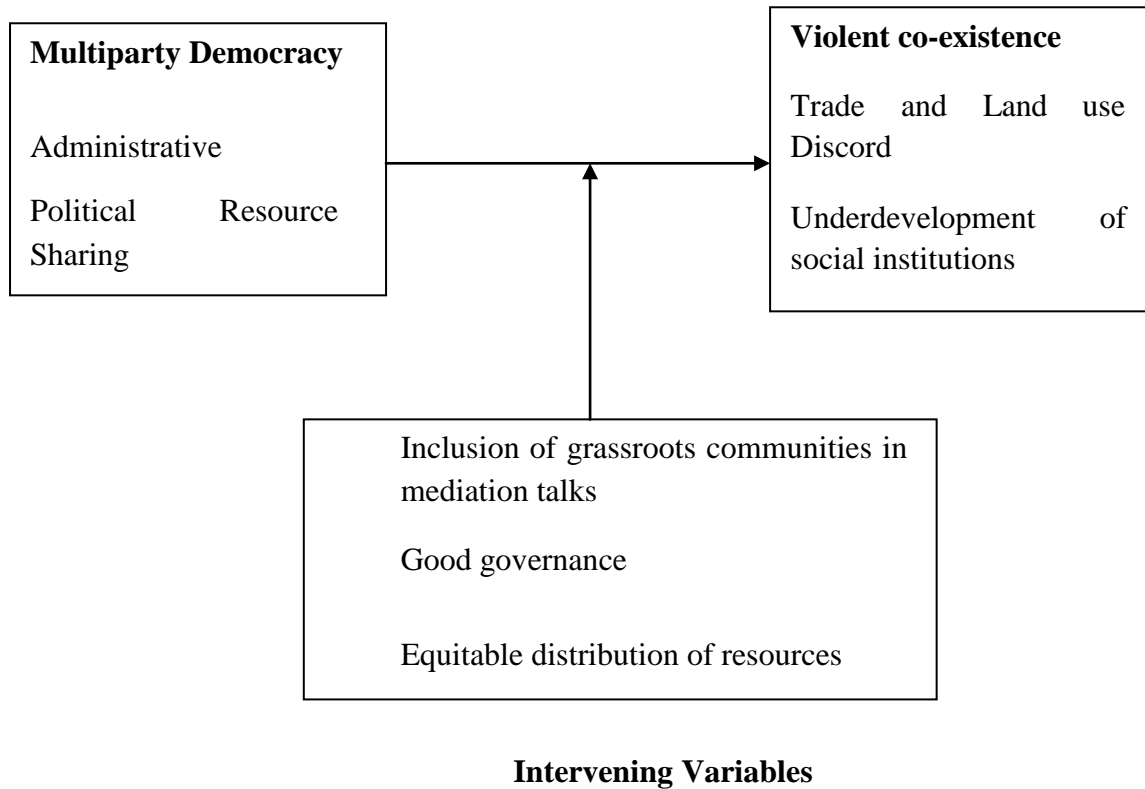 Multiparty Democracy
Administrative
Political Resource
Sharing
Violent co-existence
Trade and Land use
Discord
Underdevelopment of
social institutions
Inclusion of grassroots communities in
mediation talks
Good governance
Equitable distribution of resources
Intervening Variables